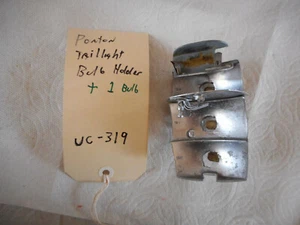 Ponton
Taillight
Bulb Holder
+ 1 Bulb
UC-319